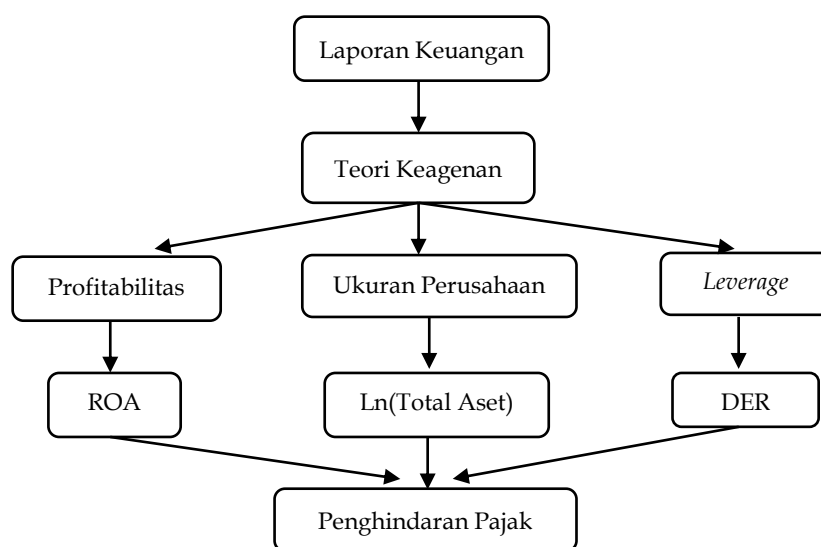 Laporan Keuangan
Teori Keagenan
Profitabilitas
Ukuran Perusahaan
Leverage
ROA
Ln(Total Aset)
DER
Penghindaran Pajak